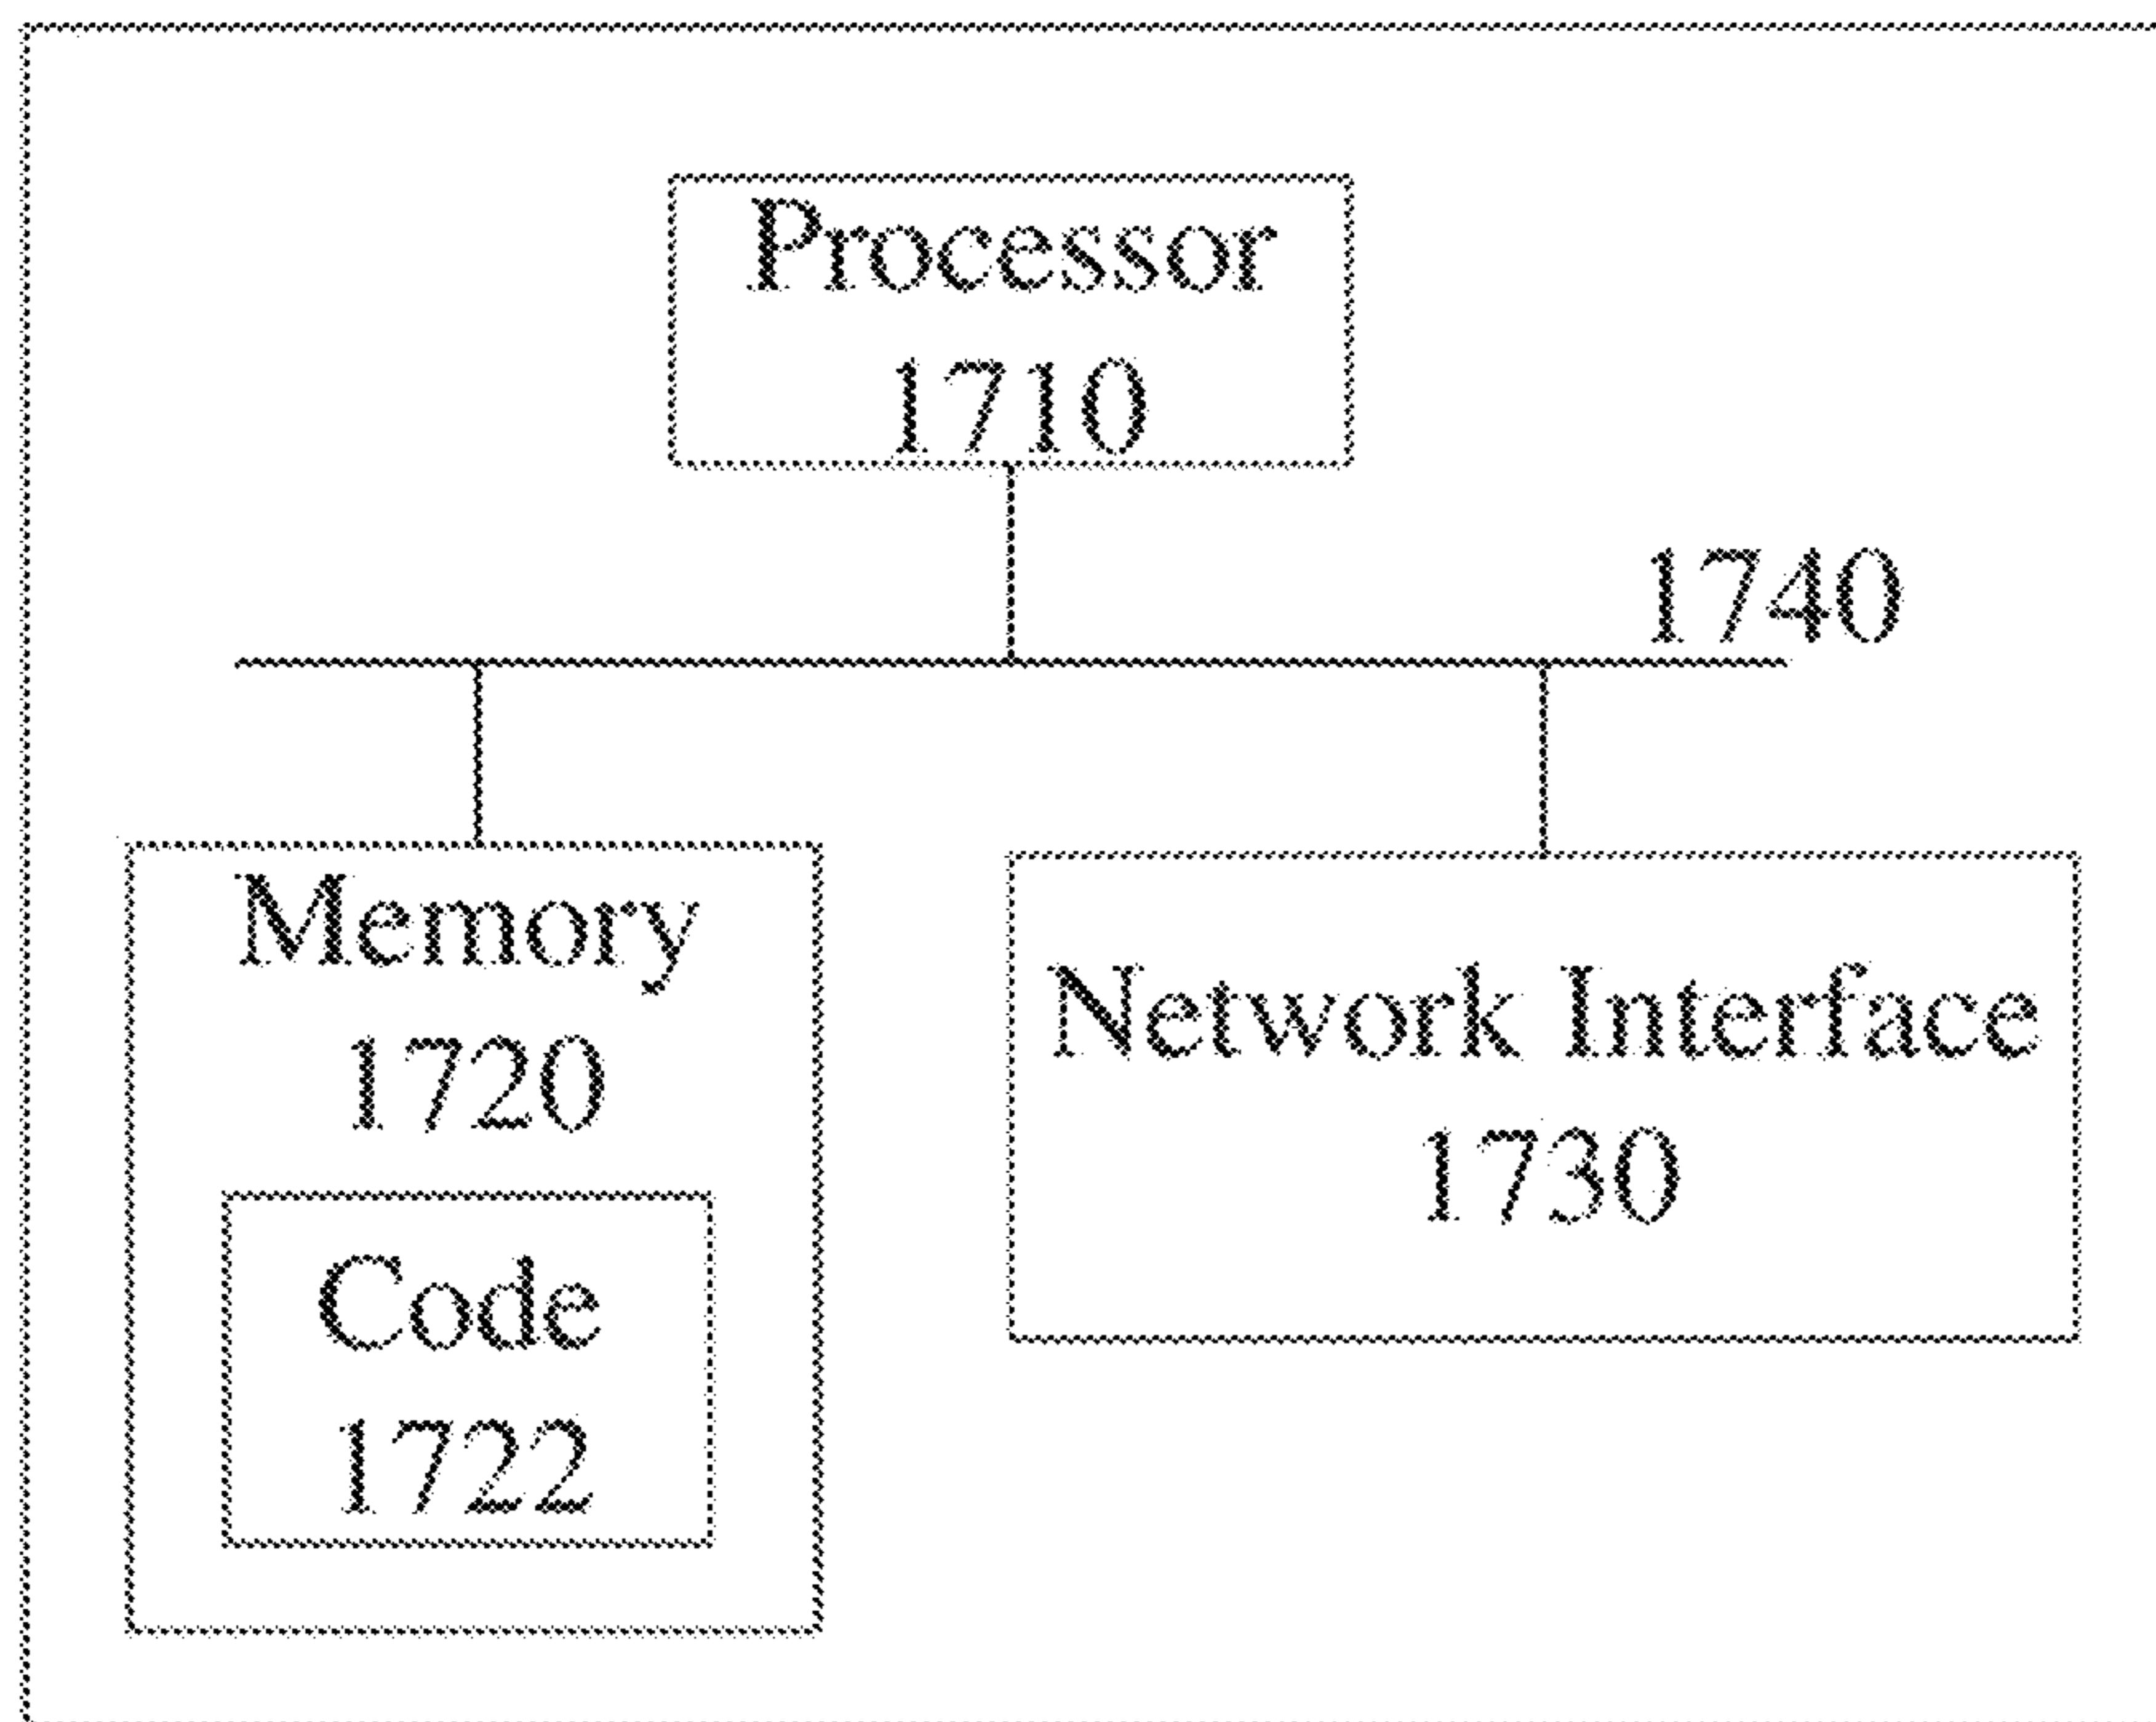 Processor
1710
1740
Memory
1720
Network Interface
1730
Code
1722